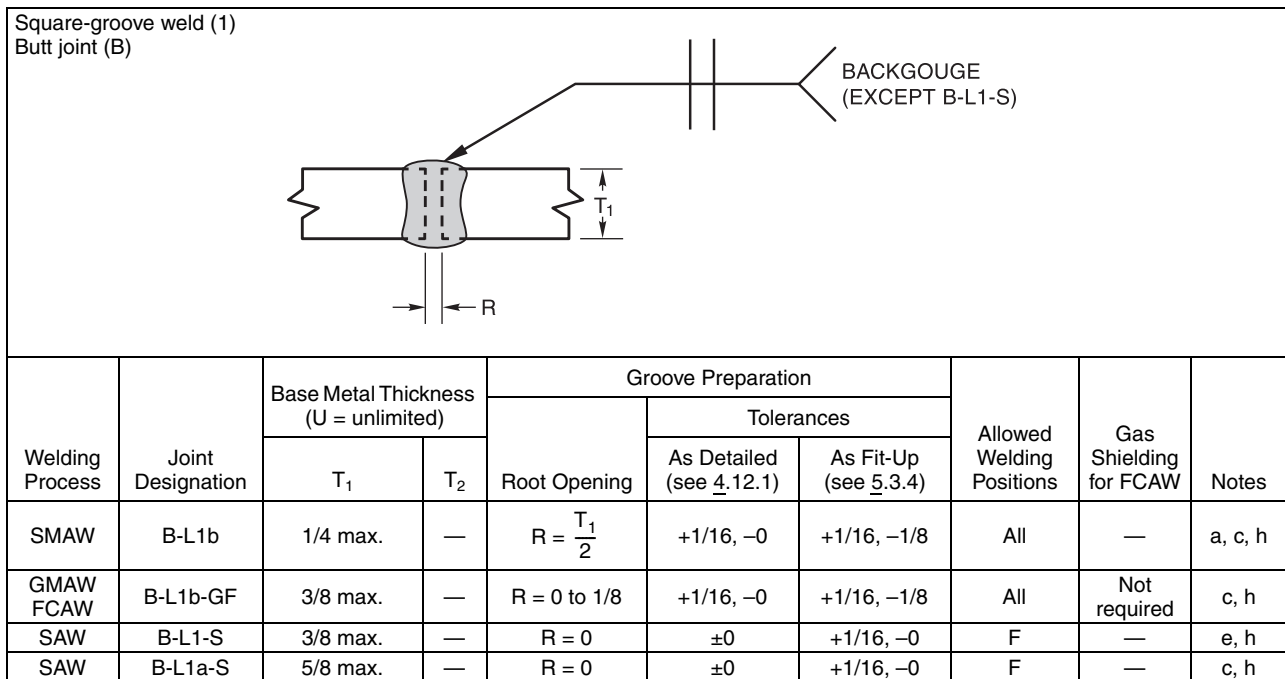 Square-groove weld (1)
Butt joint (B)
BACKGOUGE
(EXCEPT B-L1-S)
T1
R
Welding Process
Joint Designation
Base Metal Thickness
(U = unlimited)
T1
T2
Groove Preparation
Root Opening
Tolerances
As Detailed
(see 4.12.1)
As Fit-Up
(see 5.3.4)
Allowed Welding Positions
Gas Shielding for FCAW
Notes
SMAW B-L1b 1/4 max. — R = T1/2 +1/16, –0 +1/16, –1/8 All — a, c, h
GMAW FCAW B-L1b-GF 3/8 max. — R = 0 to 1/8 +1/16, –0 +1/16, –1/8 All Not required c, h
SAW B-L1-S 3/8 max. — R = 0 ±0 +1/16, –0 F — e, h
SAW B-L1a-S 5/8 max. — R = 0 ±0 +1/16, –0 F — c, h